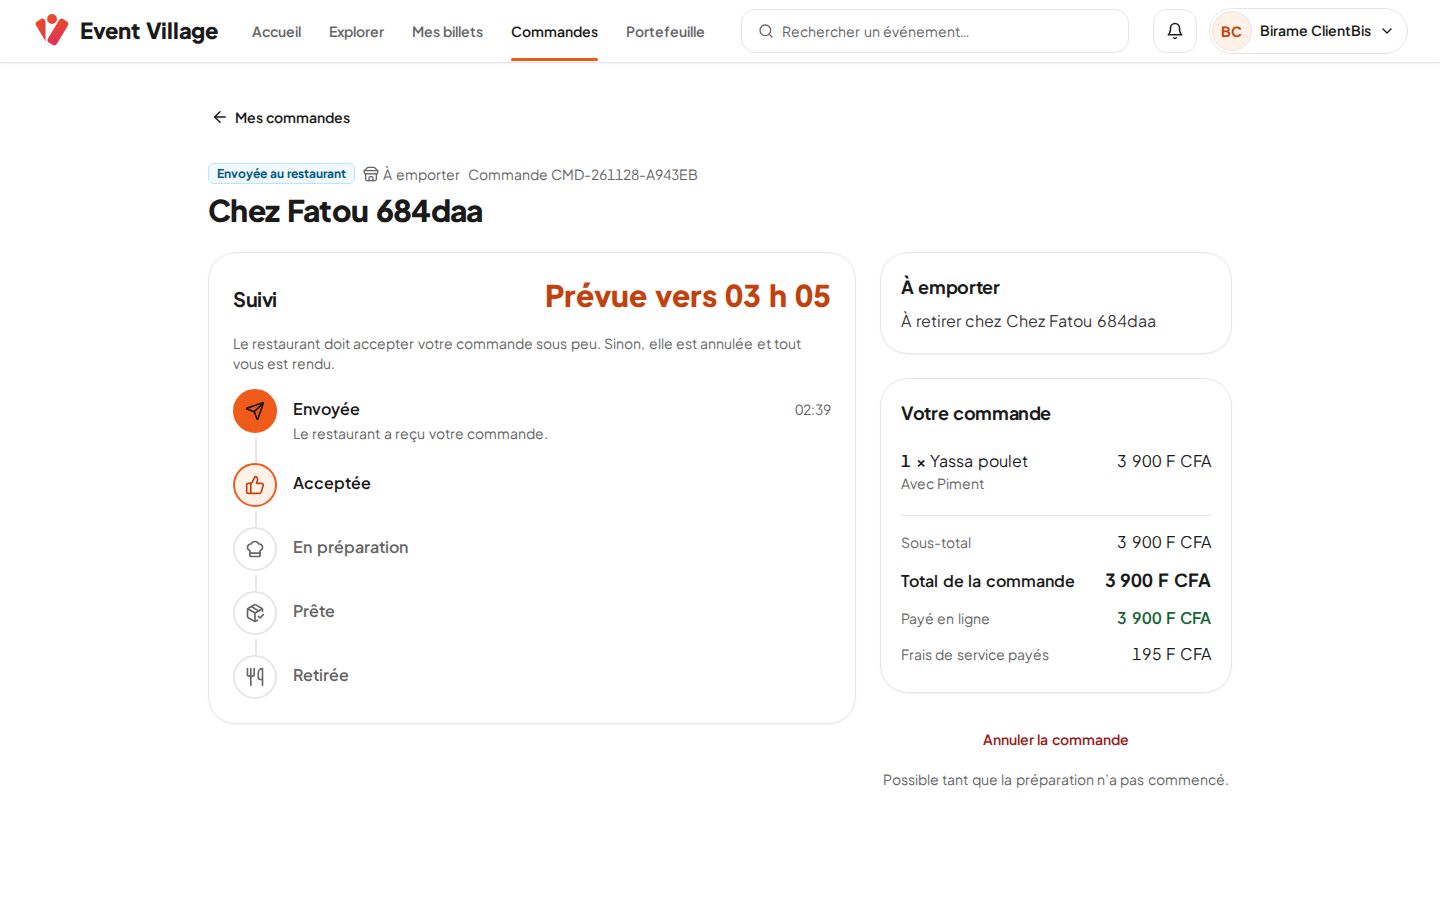 Event Village
Accueil
Explorer
Mes billets
Commandes
Portefeuille
Rechercher un événement…
BC
Birame ClientBis
Mes commandes
Envoyée au restaurant
À emporter
Commande CMD-261128-A943EB
Chez Fatou 684daa
Suivi
Prévue vers 03 h 05
Le restaurant doit accepter votre commande sous peu. Sinon, elle est annulée et tout
vous est rendu.
Envoyée
02:39
Le restaurant a reçu votre commande.
Acceptée
En préparation
Prête
Retirée
À emporter
À retirer chez Chez Fatou 684daa
Votre commande
1 × Yassa poulet
3 900 F CFA
Avec Piment
Sous-total
3 900 F CFA
Total de la commande
3 900 F CFA
Payé en ligne
3 900 F CFA
Frais de service payés
195 F CFA
Annuler la commande
Possible tant que la préparation n'a pas commencé.